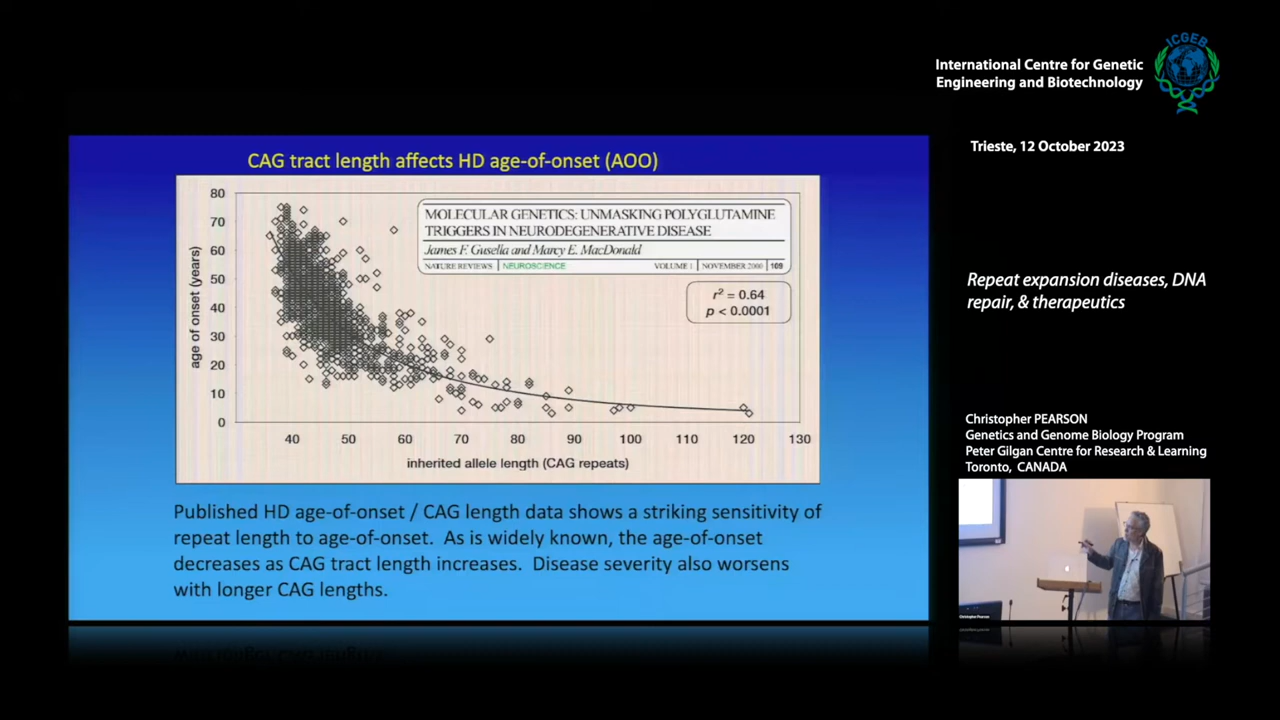 International Centre for Genetic
Engineering and Biotechnology
ICGEB
Trieste, 12 October 2023
CAG tract length affects HD age-of-onset (AOO)
MOLECULAR GENETICS: UNMASKING POLYGLUTAMINE
TRIGGERS IN NEURODEGENERATIVE DISEASE
James F. Gusella and Marcy E. MacDonald
NATURE REVIEWS | NEUROSCIENCE VOLUME 1 | NOVEMBER 2000 | 109
r² = 0.64
p < 0.0001
age of onset (years)
80
70
60
50
40
30
20
10
0
40 50 60 70 80 90 100 110 120 130
inherited allele length (CAG repeats)
Published HD age-of-onset / CAG length data shows a striking sensitivity of
repeat length to age-of-onset. As is widely known, the age-of-onset
decreases as CAG tract length increases. Disease severity also worsens
with longer CAG lengths.
Repeat expansion diseases, DNA
repair, & therapeutics
Christopher PEARSON
Genetics and Genome Biology Program
Peter Gilgan Centre for Research & Learning
Toronto, CANADA
Christopher Pearson